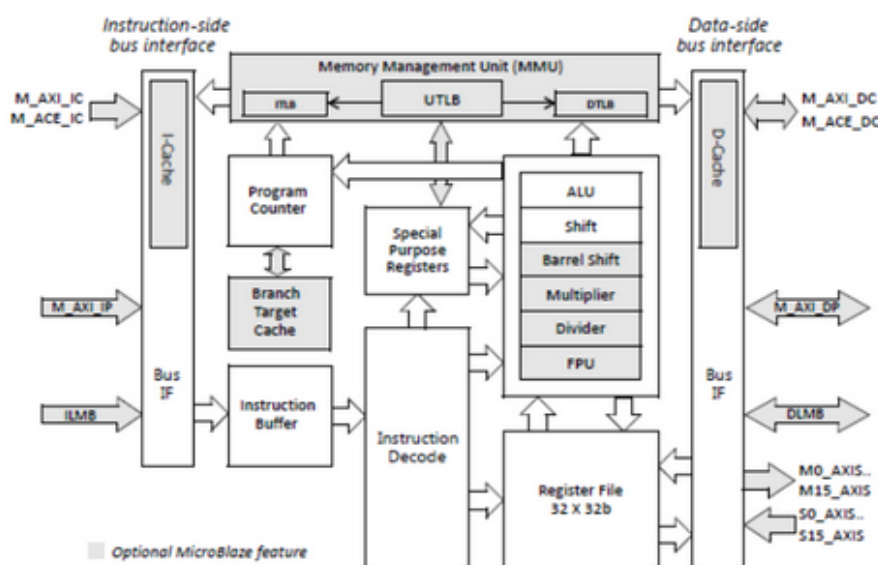 Instruction-side
bus interface
Data-side
bus interface
Memory Management Unit (MMU)
ITLB
UTLB
DTLB
M_AXI_IC
M_ACE_IC
I-Cache
D-Cache
M_AXI_DC
M_ACE_DC
Program
Counter
Special
Purpose
Registers
ALU
Shift
Barrel Shift
Multiplier
Divider
FPU
Branch
Target
Cache
M_AXI_IP
M_AXI_DP
Bus
IF
Bus
IF
ILMB
Instruction
Buffer
Instruction
Decode
DLMB
Register File
32 X 32b
M0_AXIS..
M15_AXIS
S0_AXIS..
S15_AXIS
Optional MicroBlaze feature